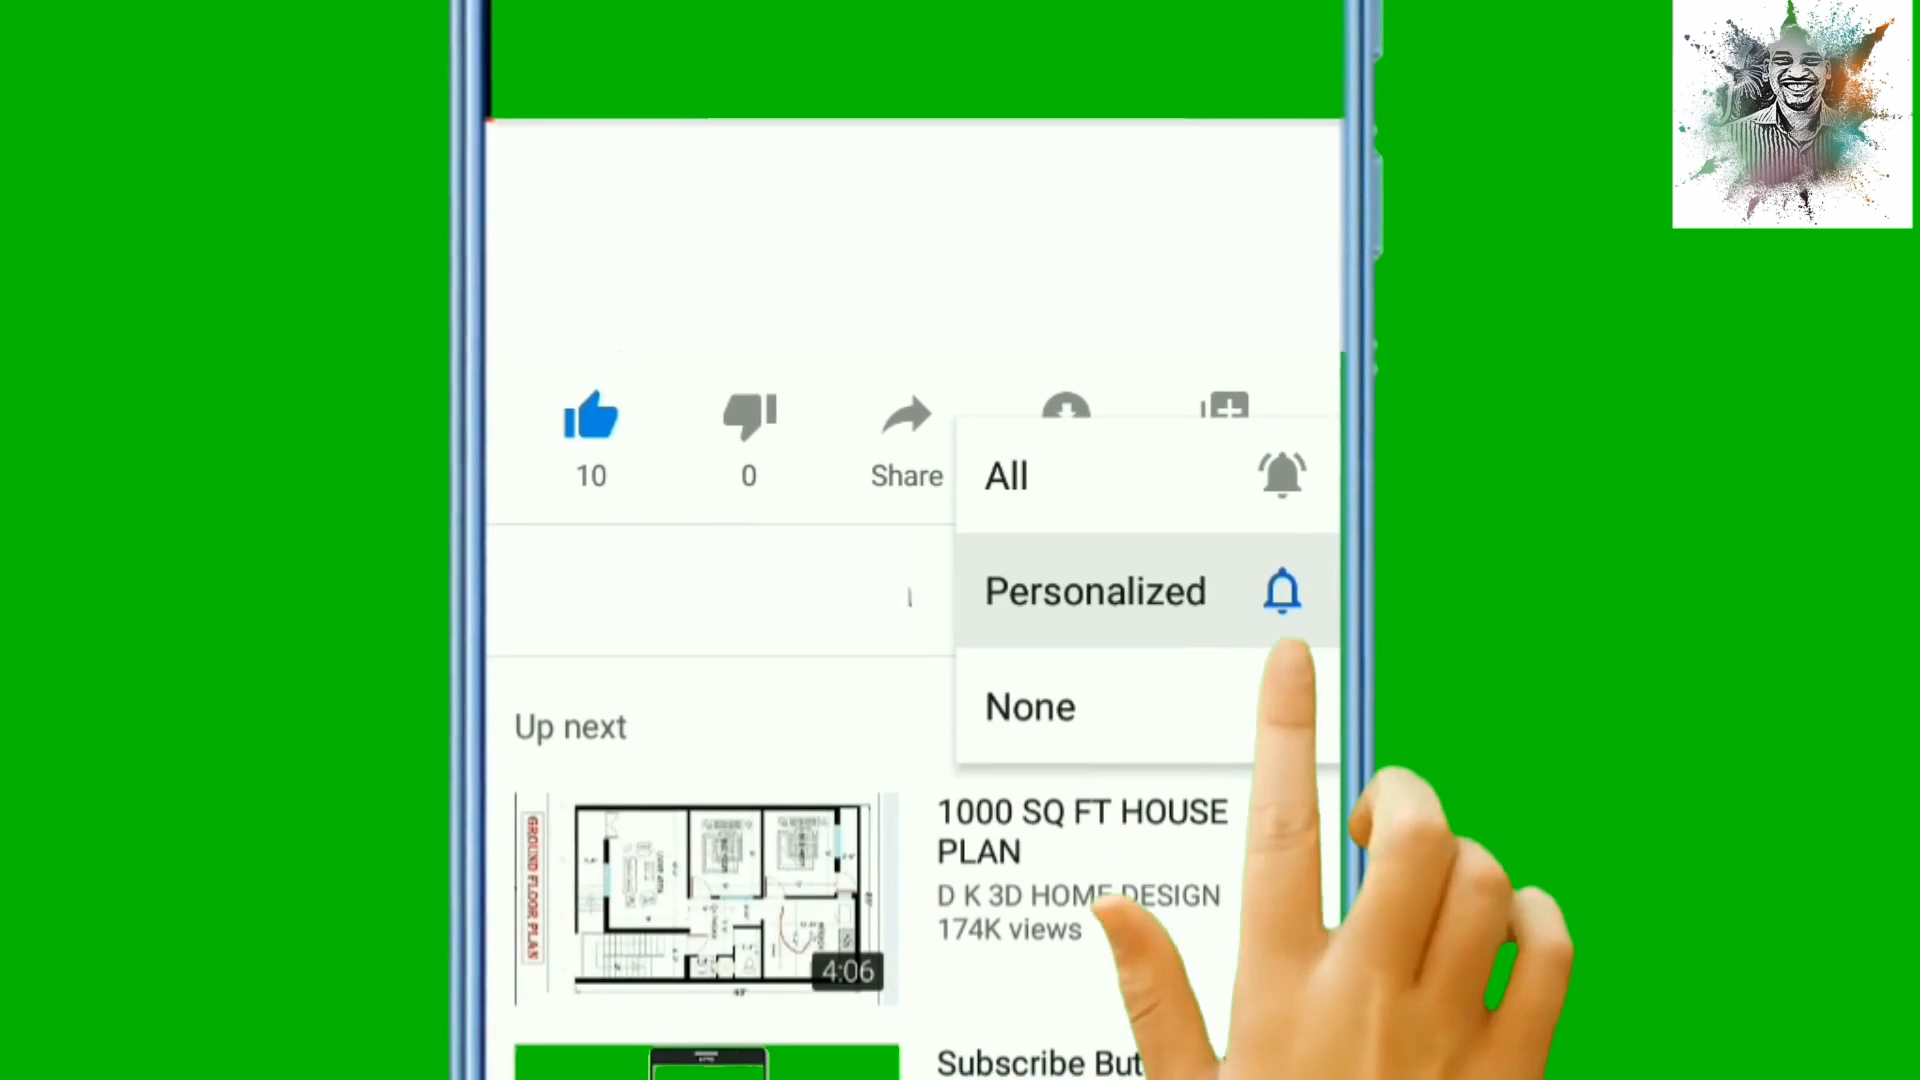 10
0
Share
All
Personalized
None
Up next
GROUND FLOOR PLAN
4:06
1000 SQ FT HOUSE
PLAN
D K 3D HOME DESIGN
174K views
Subscribe But